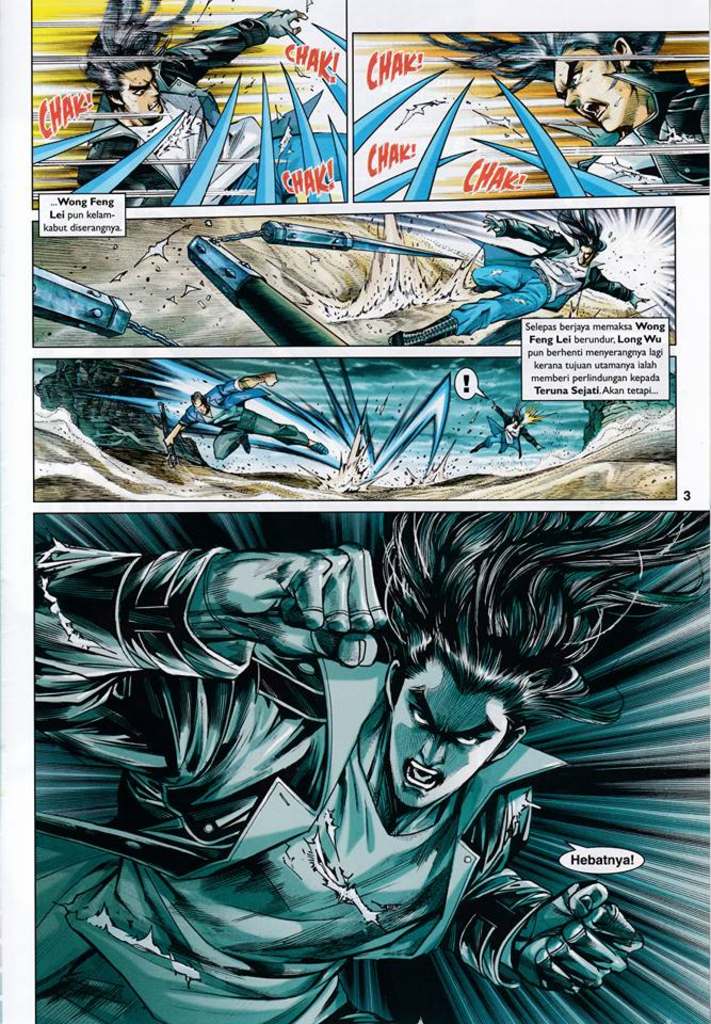 CHAK!
CHAK!
CHAK!
CHAK!
CHAK!
CHAK!
CHAK!
...Wong Feng
Lei pun kelam-
kabut diserangnya.
Selepas berjaya memaksa Wong
Feng Lei berundur, Long Wu
pun berhenti menyerangnya lagi
kerana tujuan utamanya ialah
memberi perlindungan kepada
Teruna Sejati. Akan tetapi...
!
3
Hebatnya!